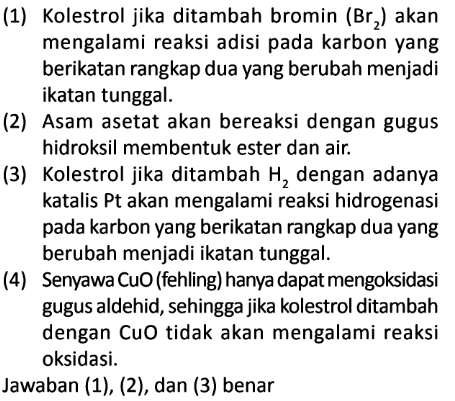 (1) Kolestrol jika ditambah bromin (Br₂) akan
mengalami reaksi adisi pada karbon yang
berikatan rangkap dua yang berubah menjadi
ikatan tunggal.
(2) Asam asetat akan bereaksi dengan gugus
hidroksil membentuk ester dan air.
(3) Kolestrol jika ditambah H₂ dengan adanya
katalis Pt akan mengalami reaksi hidrogenasi
pada karbon yang berikatan rangkap dua yang
berubah menjadi ikatan tunggal.
(4) Senyawa CuO (fehling) hanya dapat mengoksidasi
gugus aldehid, sehingga jika kolestrol ditambah
dengan CuO tidak akan mengalami reaksi
oksidasi.
Jawaban (1), (2), dan (3) benar